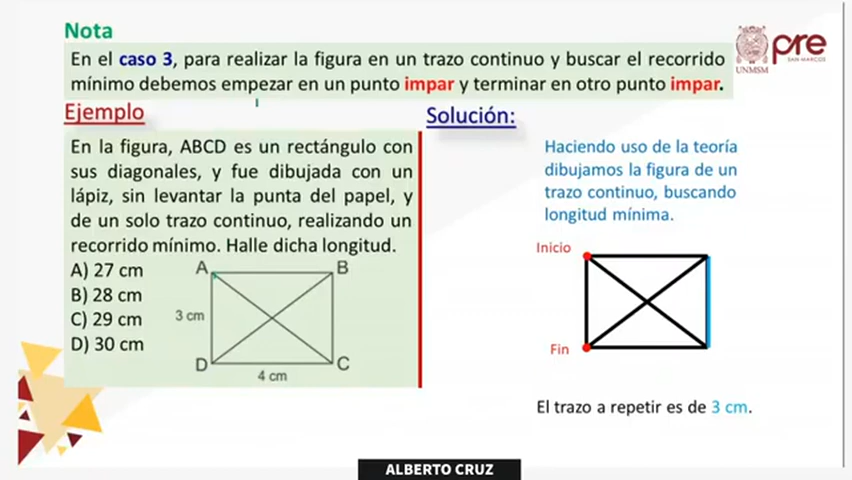 Nota
En el caso 3, para realizar la figura en un trazo continuo y buscar el recorrido
mínimo debemos empezar en un punto impar y terminar en otro punto impar.
UNMSM
pre
SAN MARCOS
Ejemplo
En la figura, ABCD es un rectángulo con
sus diagonales, y fue dibujada con un
lápiz, sin levantar la punta del papel, y
de un solo trazo continuo, realizando un
recorrido mínimo. Halle dicha longitud.
A) 27 cm
B) 28 cm
C) 29 cm
D) 30 cm
A
B
3 cm
D
C
4 cm
Solución:
Haciendo uso de la teoría
dibujamos la figura de un
trazo continuo, buscando
longitud mínima.
Inicio
Fin
El trazo a repetir es de 3 cm.
ALBERTO CRUZ